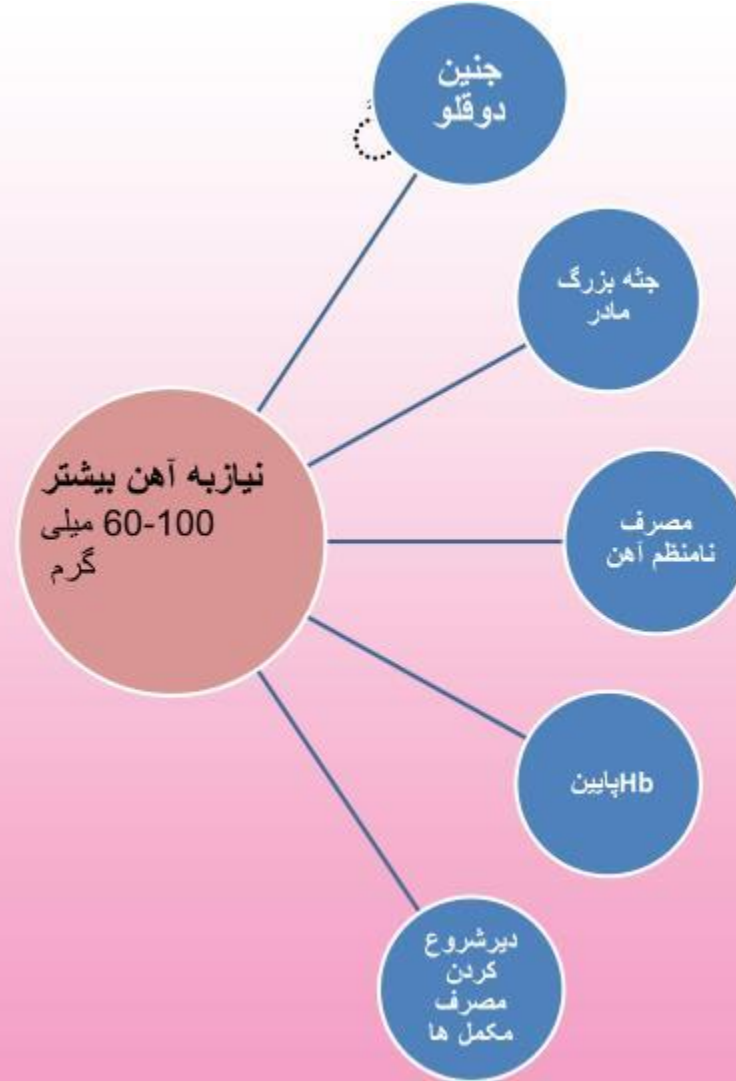 جنین
دوقلو
جثه بزرگ
مادر
نیازبه آهن بیشتر
60-100 میلی
گرم
مصرف
نامنظم آهن
Hbپایین
دیرشروع
کردن
مصرف
مکمل ها